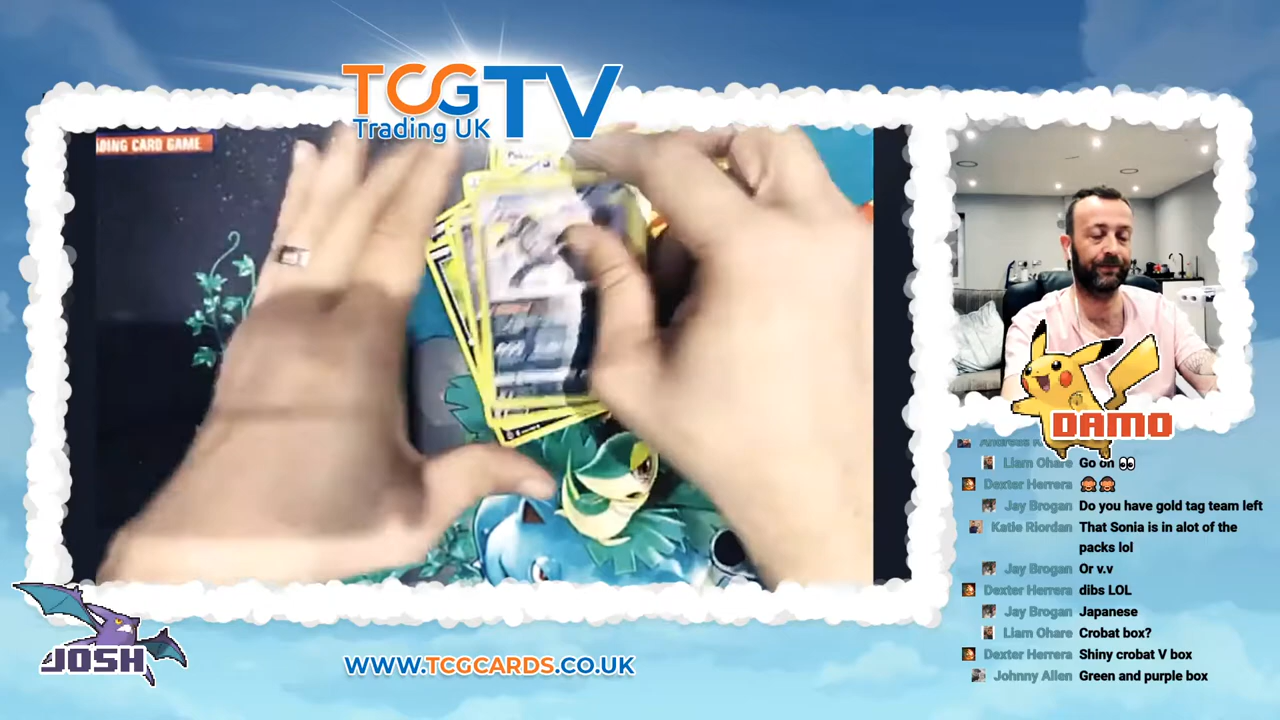 TCG TV
Trading UK
DING CARD GAME
DAMO
Liam Ohare Go on 👀
Dexter Herrera 🙈🙈
Jay Brogan Do you have gold tag team left
Katie Riordan That Sonia is in alot of the
packs lol
Jay Brogan Or v.v
Dexter Herrera dibs LOL
Jay Brogan Japanese
Liam Ohare Crobat box?
Dexter Herrera Shiny crobat V box
Johnny Allen Green and purple box
JOSH
WWW.TCGCARDS.CO.UK